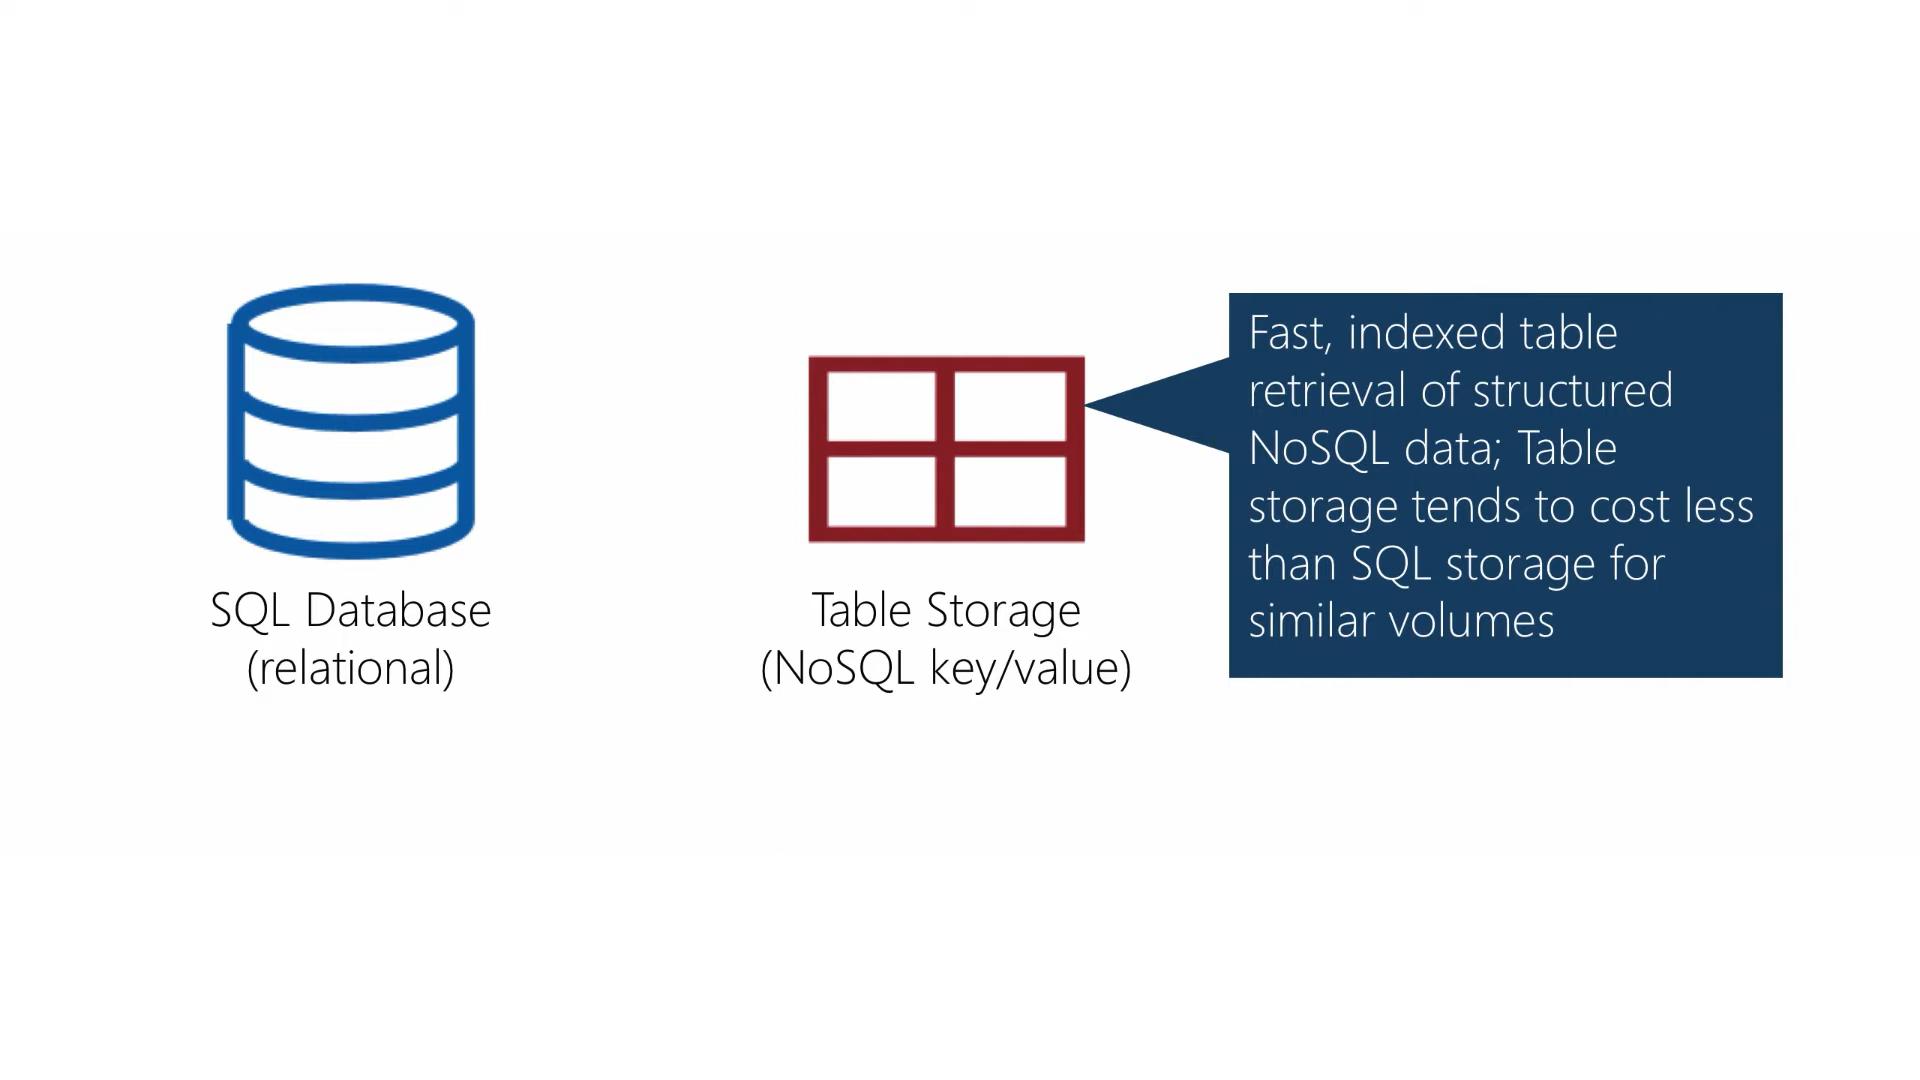 SQL Database
(relational)
Table Storage
(NoSQL key/value)
Fast, indexed table
retrieval of structured
NoSQL data; Table
storage tends to cost less
than SQL storage for
similar volumes